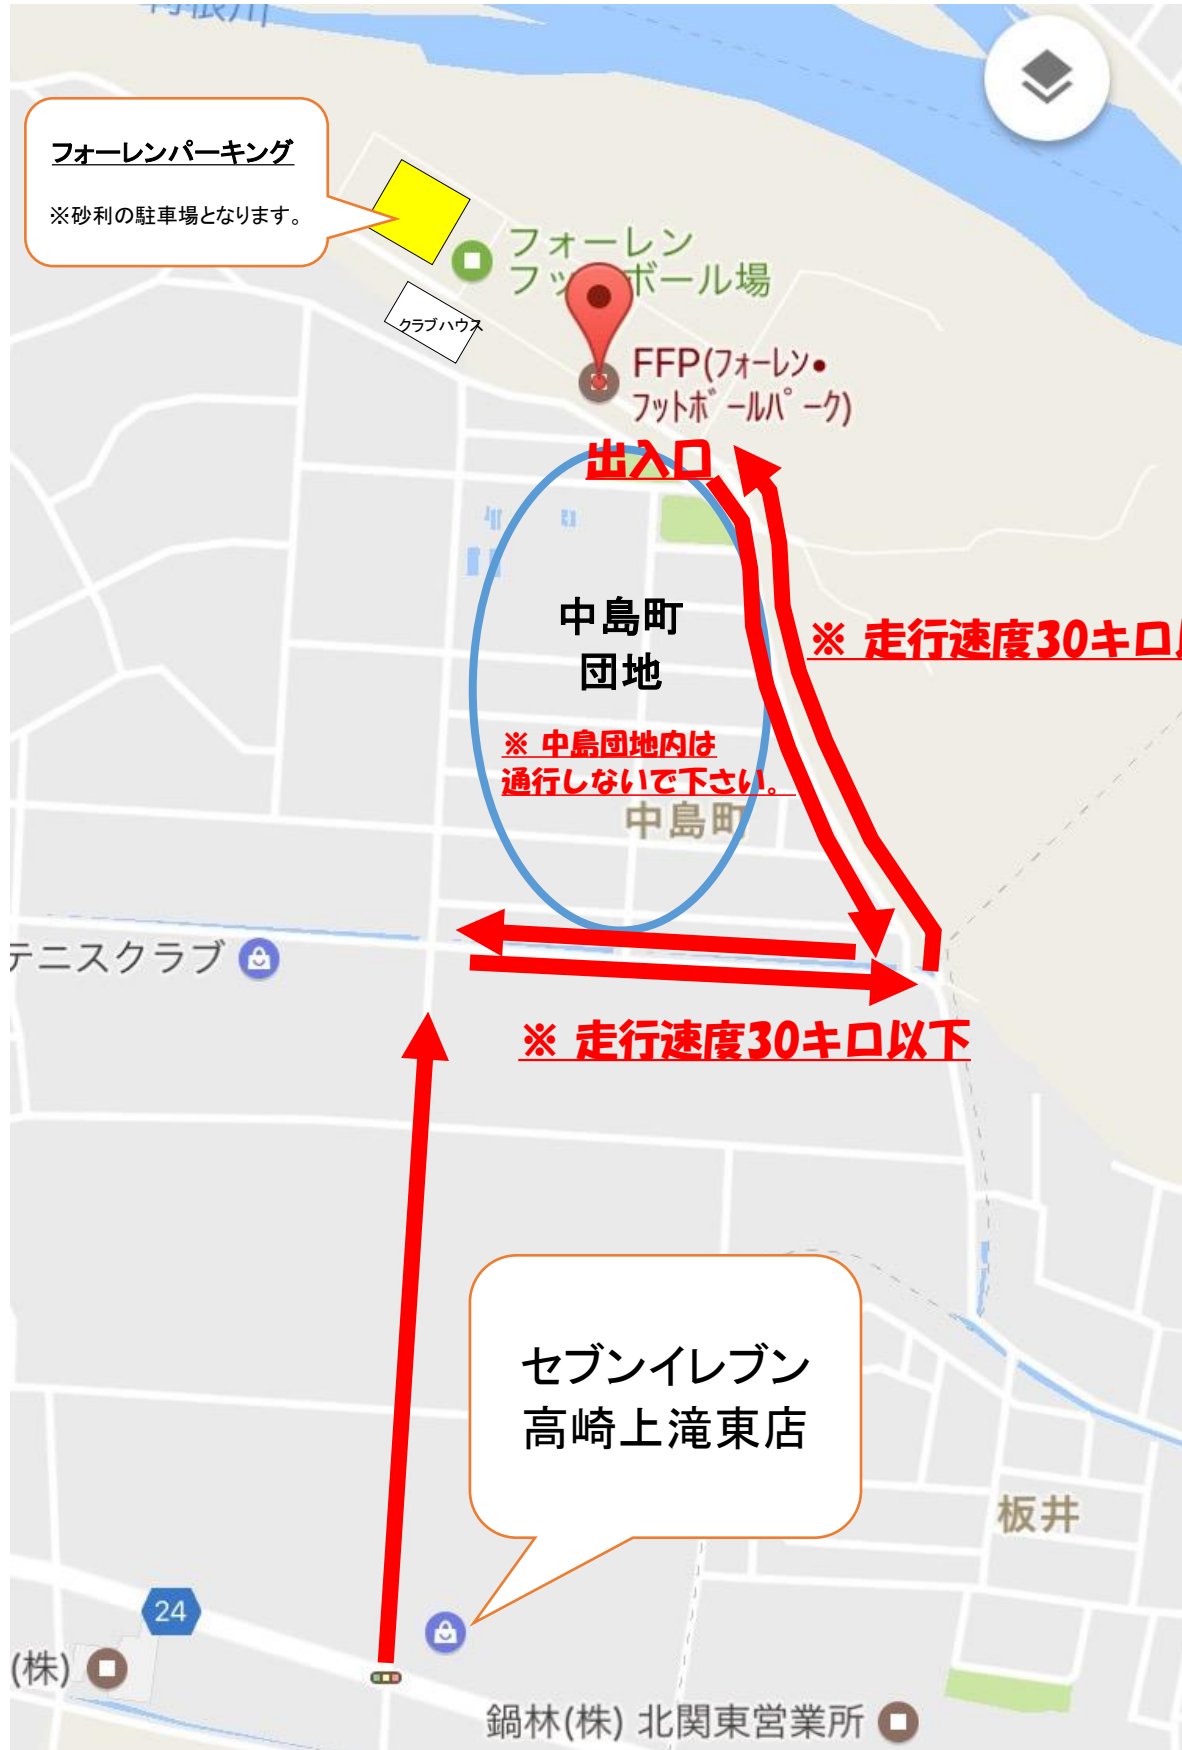 フォーレンパーキング
※砂利の駐車場となります。
フォーレン
フットボール場
クラブハウス
FFP(フォーレン•
フットボールパーク)
出入口
中島町
団地
※ 走行速度30キロ
※ 中島団地内は
通行しないで下さい。
中島町
テニスクラブ
※ 走行速度30キロ以下
セブンイレブン
高崎上滝東店
板井
24
(株)
鍋林(株) 北関東営業所